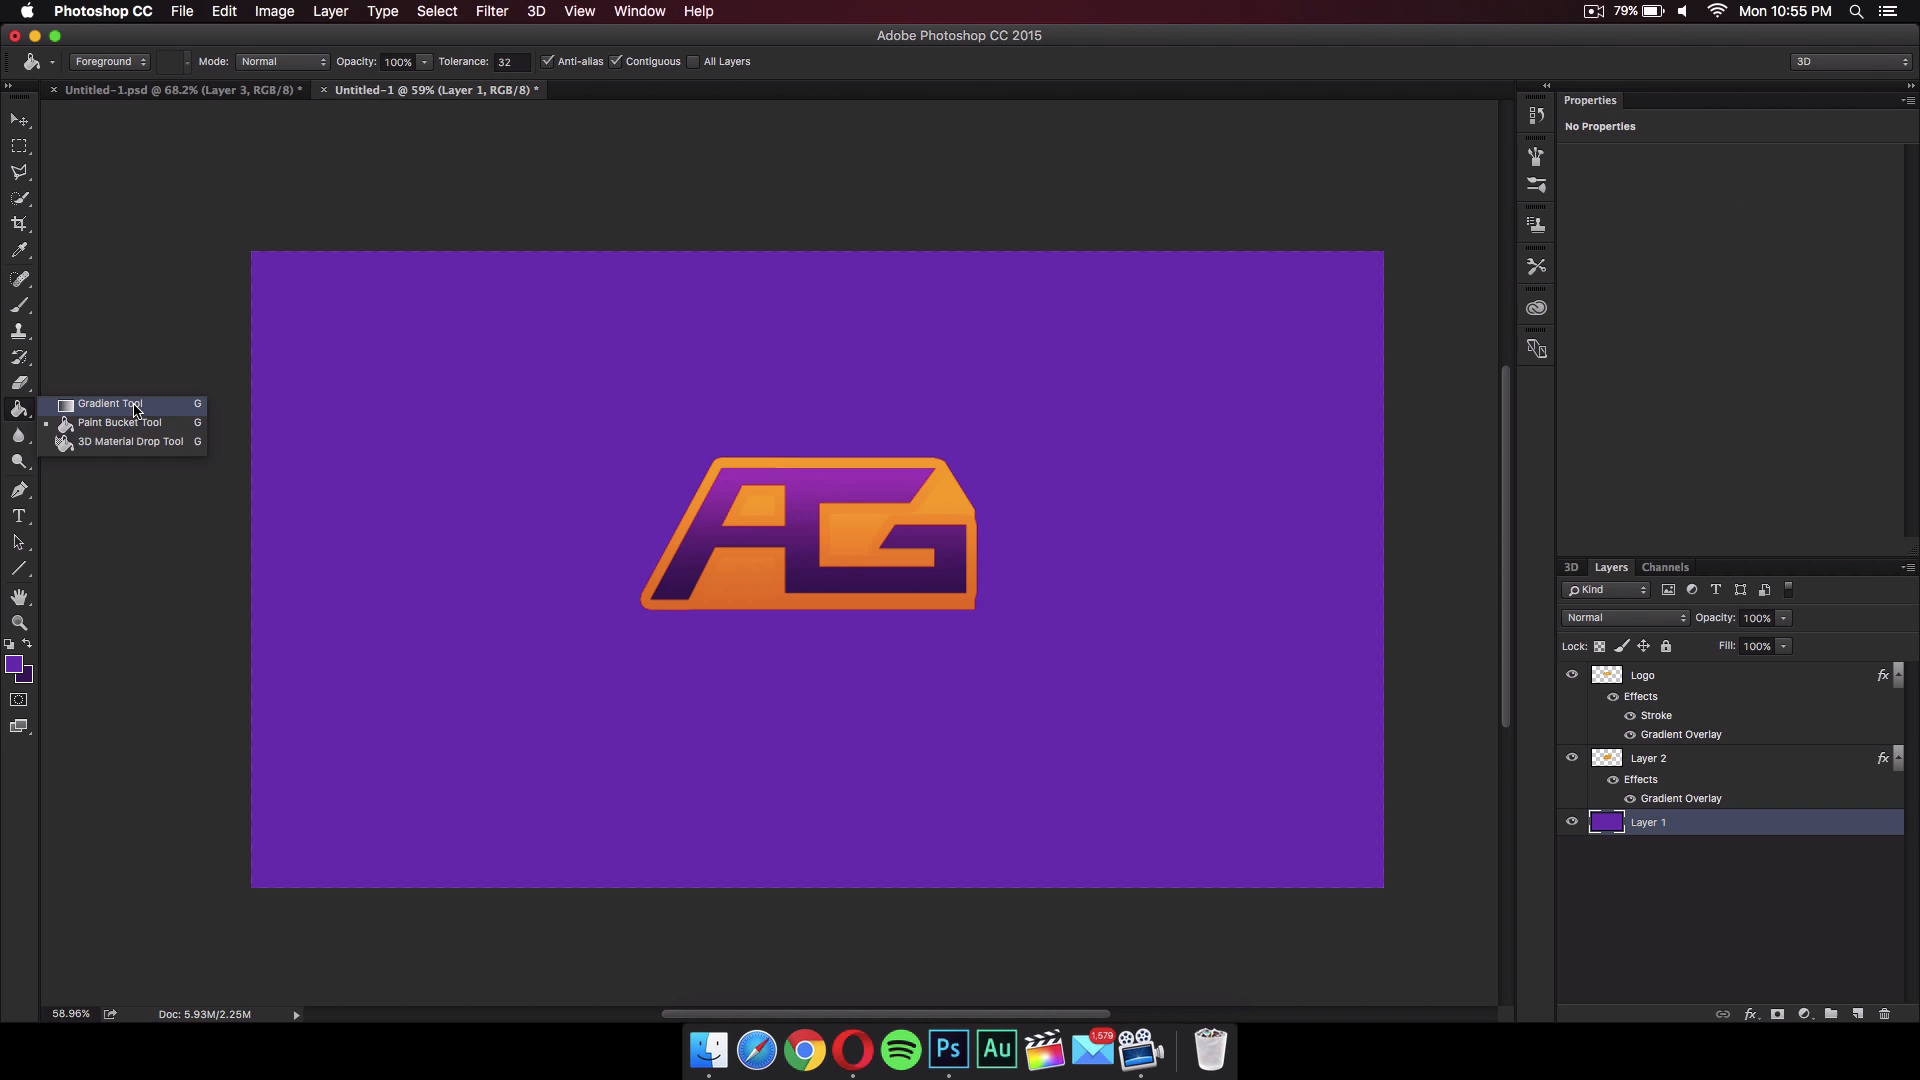 Photoshop CC File Edit Image Layer Type Select Filter 3D View Window Help 79% Mon 10:55 PM
Adobe Photoshop CC 2015
Foreground Mode: Normal Opacity: 100% Tolerance: 32 Anti-alias Contiguous All Layers 3D
Untitled-1.psd @ 68.2% (Layer 3, RGB/8) * Untitled-1 @ 59% (Layer 1, RGB/8) *
Properties
No Properties
Gradient Tool G
Paint Bucket Tool G
3D Material Drop Tool G
AG
3D Layers Channels
Kind
Normal Opacity: 100%
Lock: Fill: 100%
Logo fx
Effects
Stroke
Gradient Overlay
Layer 2 fx
Effects
Gradient Overlay
Layer 1
58.96% Doc: 5.93M/2.25M
Ps Au 1,579